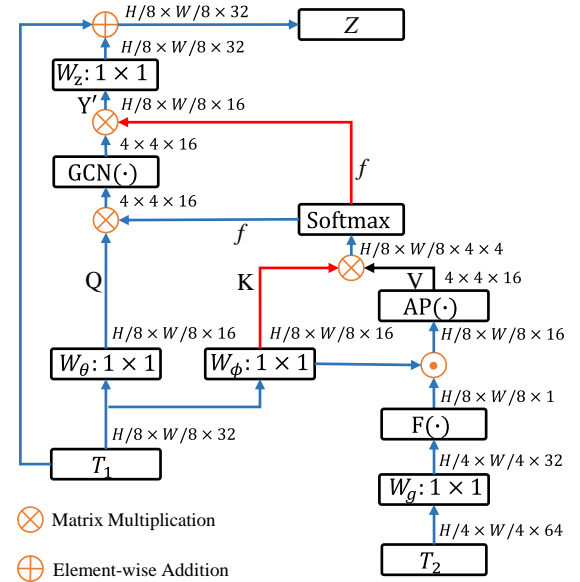 H/8 × W/8 × 32
Z
H/8 × W/8 × 32
W_z: 1 × 1
Y′
H/8 × W/8 × 16
4 × 4 × 16
GCN(·)
f
4 × 4 × 16
Softmax
f
H/8 × W/8 × 4 × 4
Q
K
V
4 × 4 × 16
AP(·)
H/8 × W/8 × 16
H/8 × W/8 × 16
H/8 × W/8 × 16
W_θ: 1 × 1
W_ϕ: 1 × 1
H/8 × W/8 × 1
F(·)
H/8 × W/8 × 32
T_1
H/4 × W/4 × 32
W_g: 1 × 1
Matrix Multiplication
H/4 × W/4 × 64
T_2
Element-wise Addition